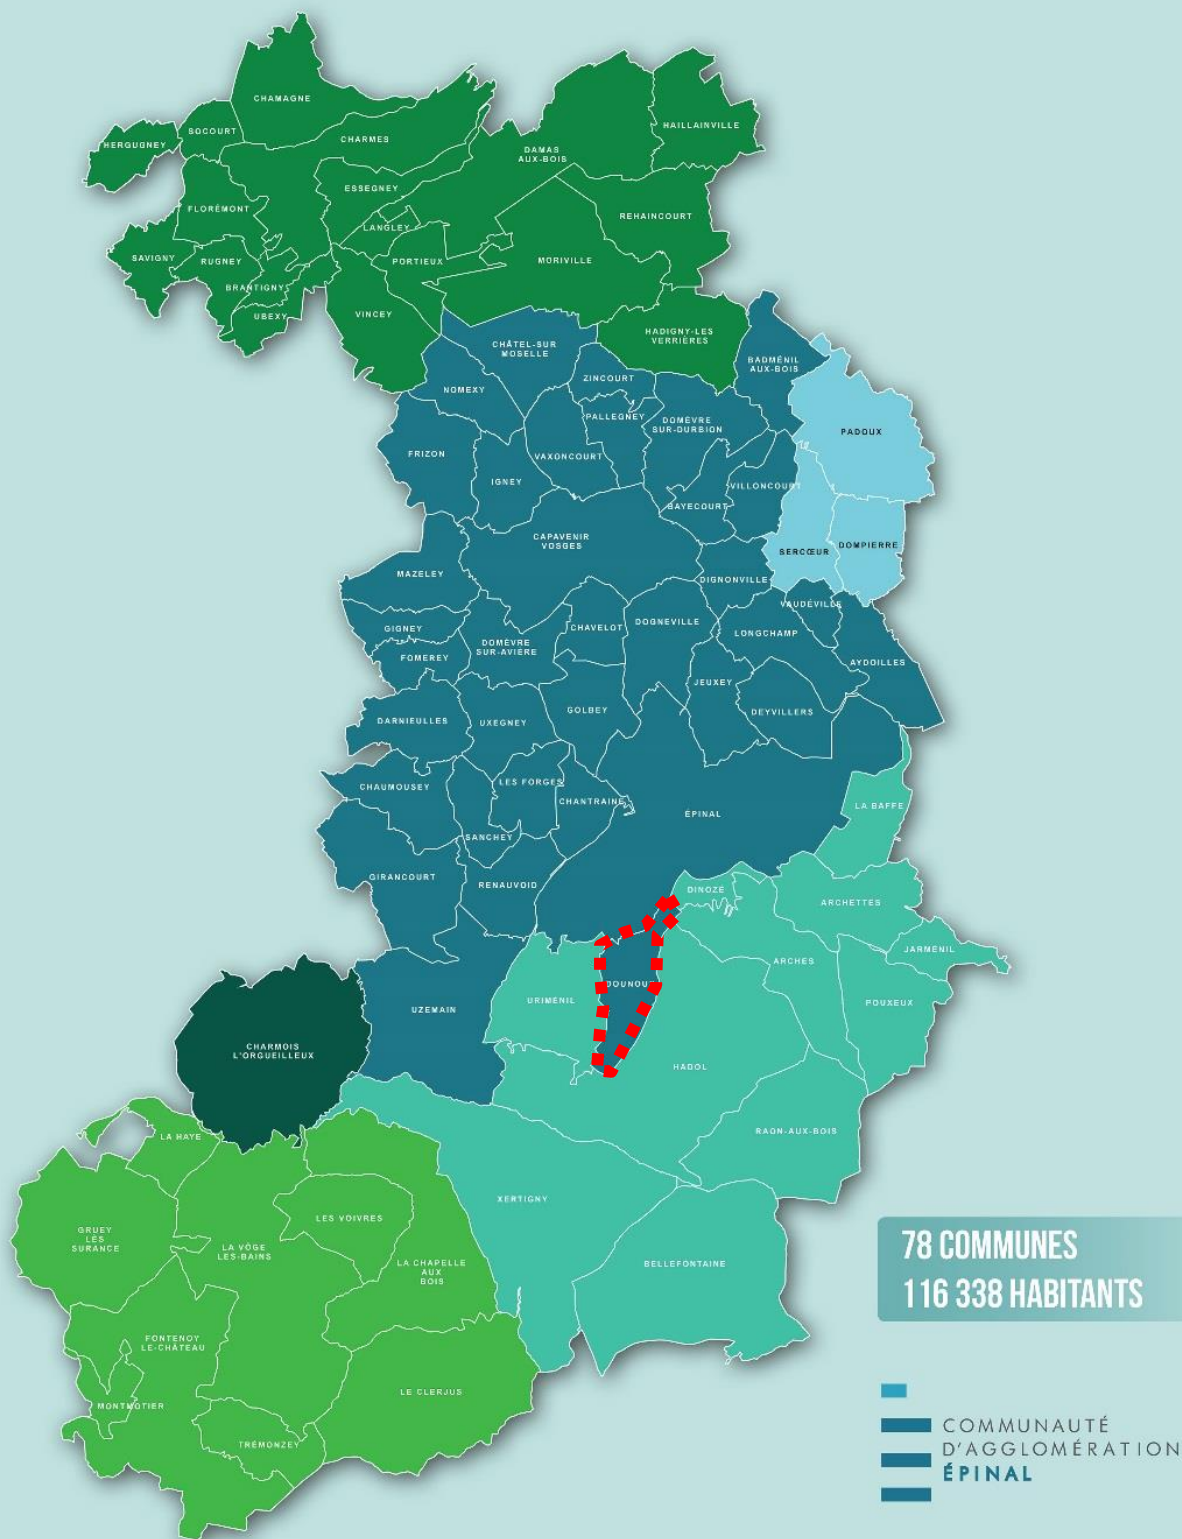 CHAMAGNE
HAILLAINVILLE
SOCOURT
CHARMES
HERGUGNEY
DAMAS
AUX-BOIS
ESSEGNEY
FLORÉMONT
REHAINCOURT
LANGLEY
SAVIGNY
RUGNEY
PORTIEUX
MORIVILLE
BRANTIGNY
UBEXY
VINCEY
HADIGNY-LES
VERRIÈRES
CHÂTEL-SUR
MOSELLE
BADMÉNIL
AUX-BOIS
ZINCOURT
NOMEXY
PALLEGNEY
DOMÈVRE
SUR-DURBION
PADOUX
FRIZON
VAXONCOURT
IGNEY
VILLONCOURT
BAYECOURT
CAPAVENIR
VOSGES
SERCŒUR
DOMPIERRE
MAZELEY
DIGNONVILLE
VAUDÉVILLE
GIGNEY
CHAVELOT
DOGNEVILLE
LONGCHAMP
DOMÈVRE
SUR-AVIÈRE
FOMEREY
AYDOILLES
JEUXEY
GOLBEY
DEYVILLERS
DARNIEULLES
UXEGNEY
LES FORGES
CHAUMOUSEY
CHANTRAINE
LA BAFFE
ÉPINAL
SANCHEY
GIRANCOURT
RENAUVOID
DINOZÉ
ARCHETTES
JARMÉNIL
ARCHES
DOUNOUX
URIMÉNIL
POUXEUX
UZEMAIN
CHARMOIS
L'ORGUEILLEUX
HADOL
RAON-AUX-BOIS
LA HAYE
XERTIGNY
LES VOIVRES
GRUEY
LÈS
SURANCE
LA VÔGE
LES-BAINS
LA CHAPELLE
AUX
BOIS
BELLEFONTAINE
FONTENOY
LE-CHÂTEAU
LE CLERJUS
MONTMOTIER
TRÉMONZEY
78 COMMUNES
116 338 HABITANTS
COMMUNAUTÉ
D'AGGLOMÉRATION
ÉPINAL